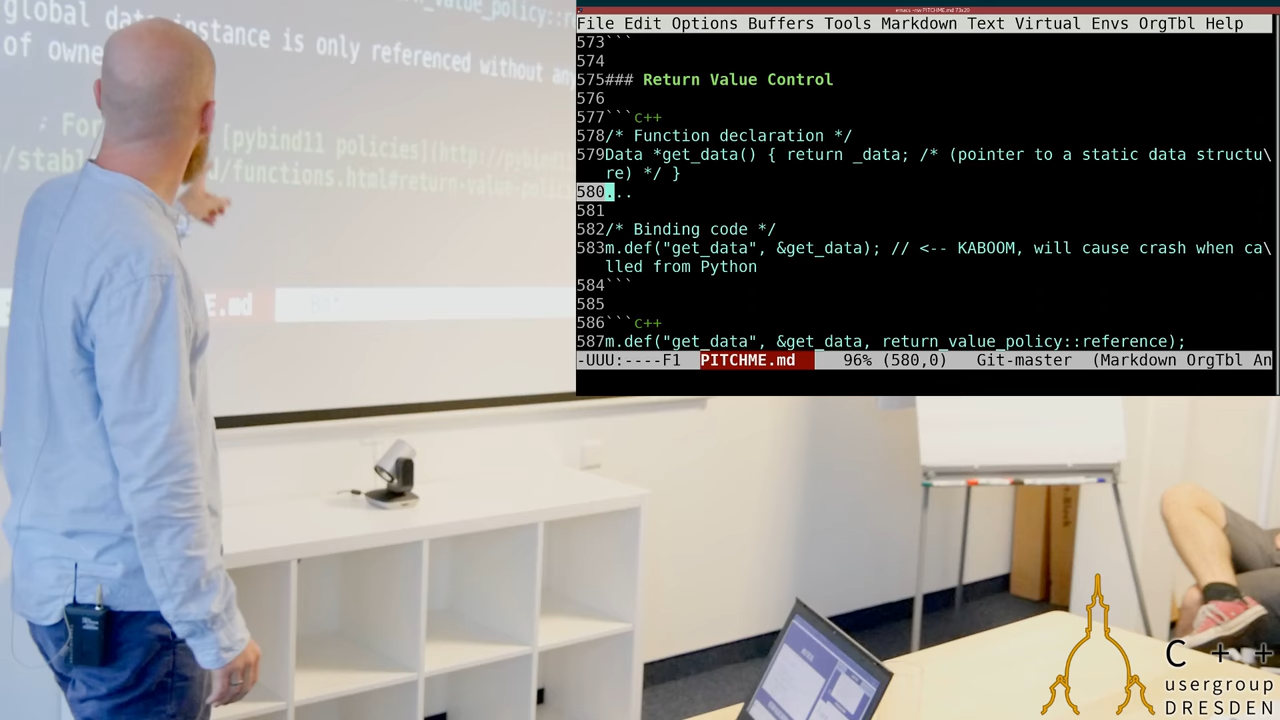 global data instance is only referenced without any
of owne
; For [pybind11 policies](http://pybind11
/stabl d/functions.html#return-value-polici
E.md
File Edit Options Buffers Tools Markdown Text Virtual Envs OrgTbl Help
573```
574
575### Return Value Control
576
577```c++
578/* Function declaration */
579Data *get_data() { return _data; /* (pointer to a static data structu\
re) */ }
580...
581
582/* Binding code */
583m.def("get_data", &get_data); // <-- KABOOM, will cause crash when ca\
lled from Python
584```
585
586```c++
587m.def("get_data", &get_data, return_value_policy::reference);
-UUU:----F1 PITCHME.md 96% (580,0) Git-master (Markdown OrgTbl An
C ++
usergroup
DRESDEN